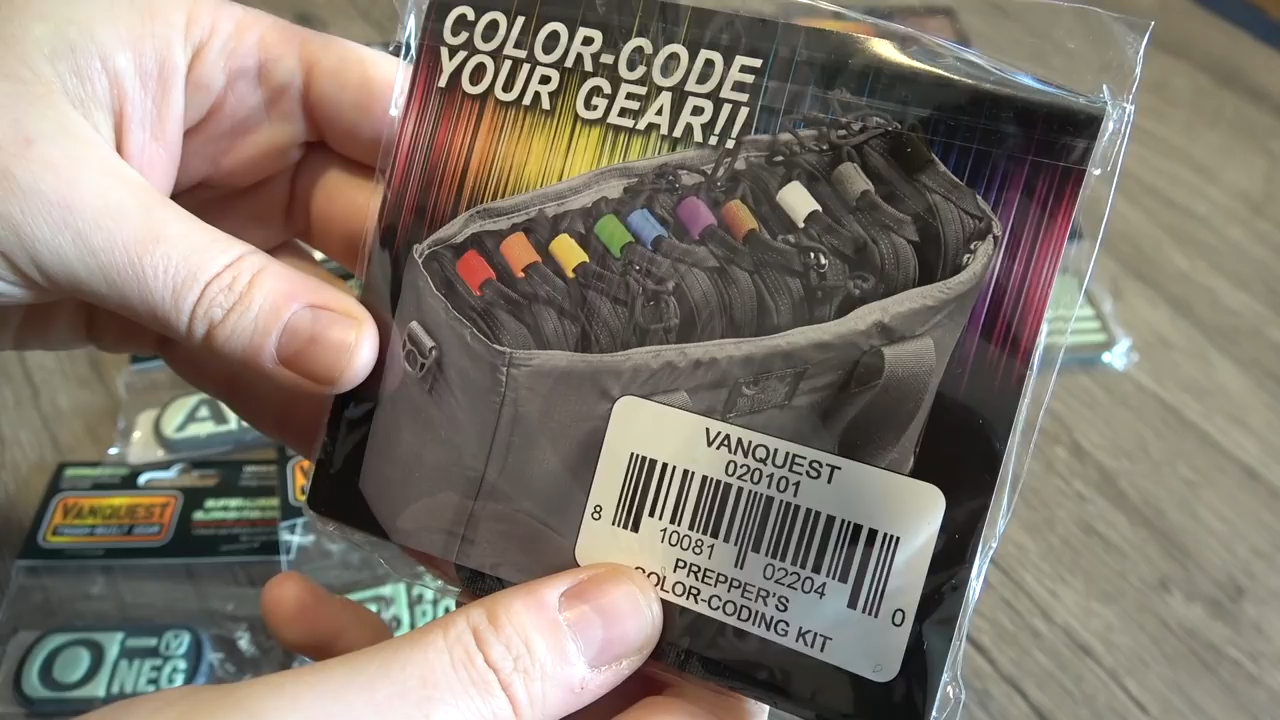 COLOR-CODE
YOUR GEAR!!
VANQUEST
020101
8 10081 02204 0
PREPPER'S
COLOR-CODING KIT
VANQUEST
O NEG